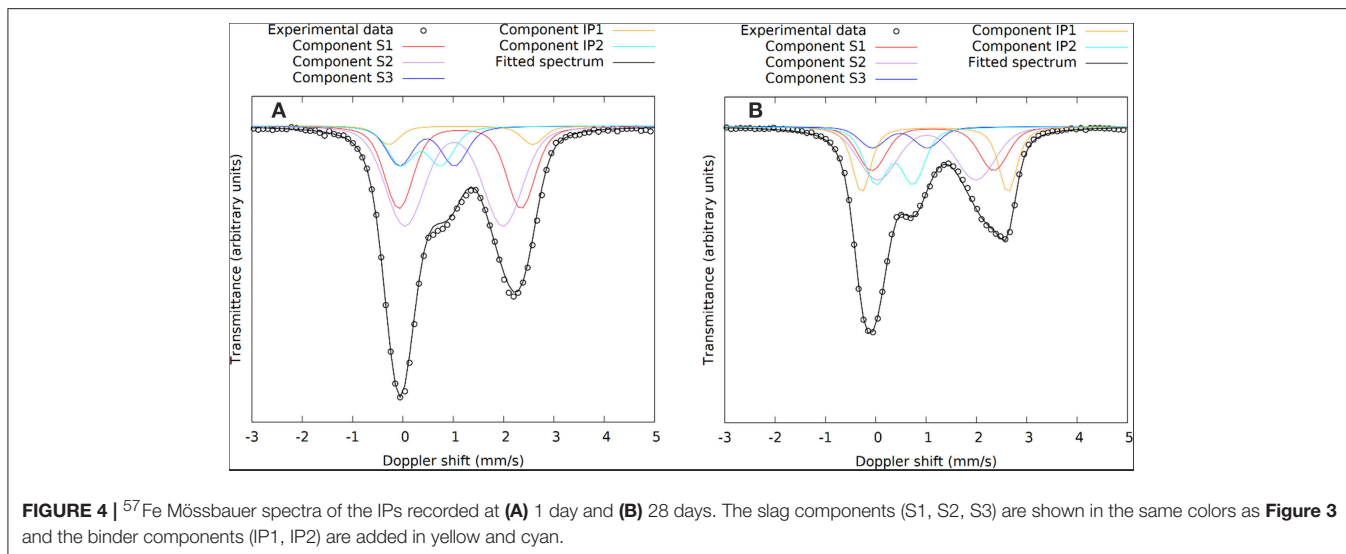 Experimental data
Component S1
Component S2
Component S3
Component IP1
Component IP2
Fitted spectrum
A
Transmittance (arbitrary units)
-3 -2 -1 0 1 2 3 4 5
Doppler shift (mm/s)
Experimental data
Component S1
Component S2
Component S3
Component IP1
Component IP2
Fitted spectrum
B
Transmittance (arbitrary units)
-3 -2 -1 0 1 2 3 4 5
Doppler shift (mm/s)
FIGURE 4 | ⁵⁷Fe Mössbauer spectra of the IPs recorded at (A) 1 day and (B) 28 days. The slag components (S1, S2, S3) are shown in the same colors as Figure 3
and the binder components (IP1, IP2) are added in yellow and cyan.